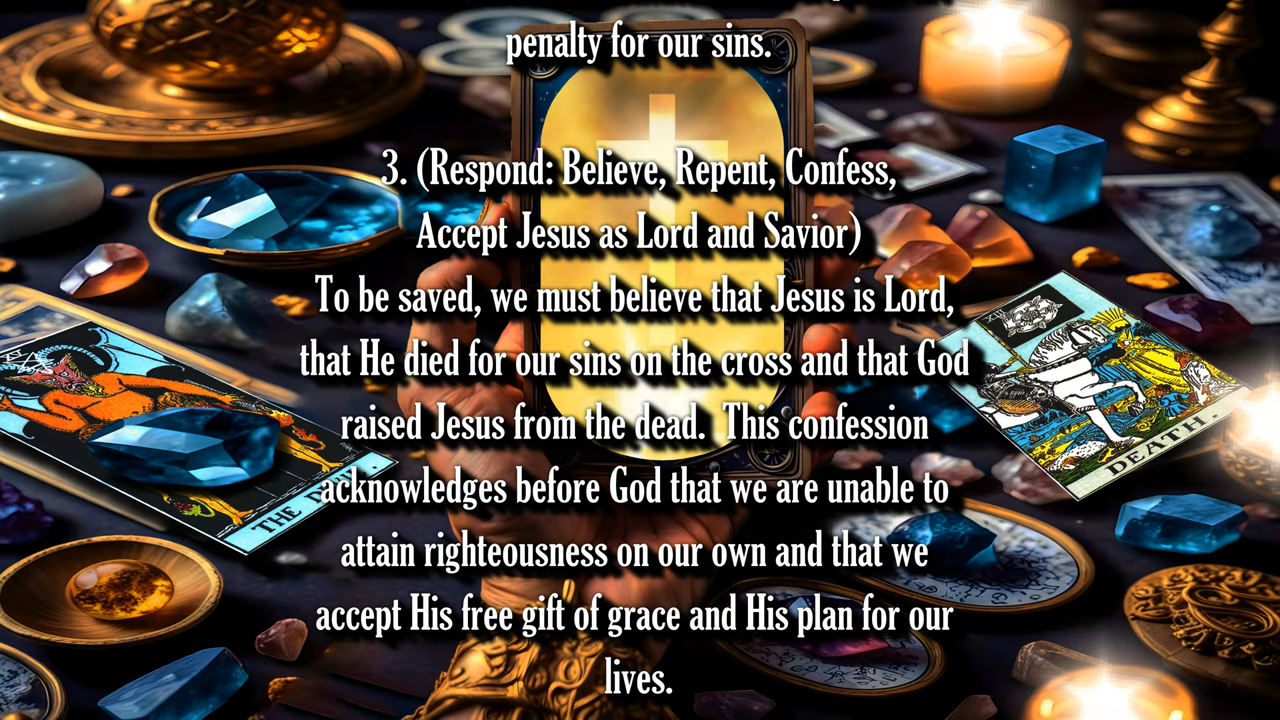 penalty for our sins.
3. (Respond: Believe, Repent, Confess,
Accept Jesus as Lord and Savior)
To be saved, we must believe that Jesus is Lord,
that He died for our sins on the cross and that God
raised Jesus from the dead.  This confession
acknowledges before God that we are unable to
attain righteousness on our own and that we
accept His free gift of grace and His plan for our
lives.
THE D
XIII
DEATH.